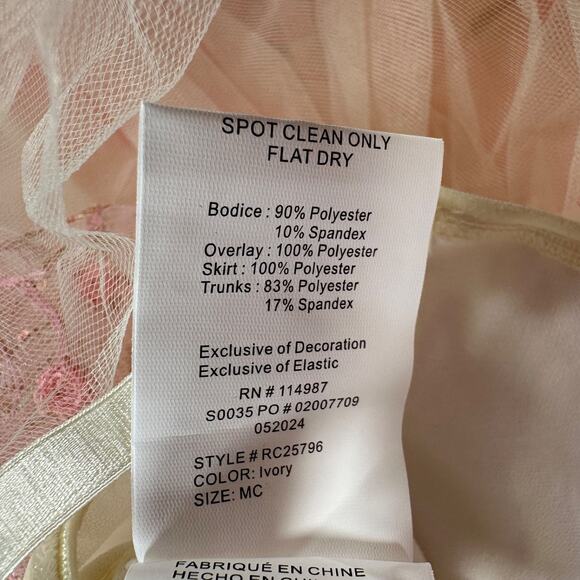 SPOT CLEAN ONLY
FLAT DRY
Bodice : 90% Polyester
10% Spandex
Overlay : 100% Polyester
Skirt : 100% Polyester
Trunks : 83% Polyester
17% Spandex
Exclusive of Decoration
Exclusive of Elastic
RN # 114987
S0035 PO # 02007709
052024
STYLE# RC25796
COLOR: Ivory
SIZE: MC
FABRIQUÉ EN CHINE
HECHO EN